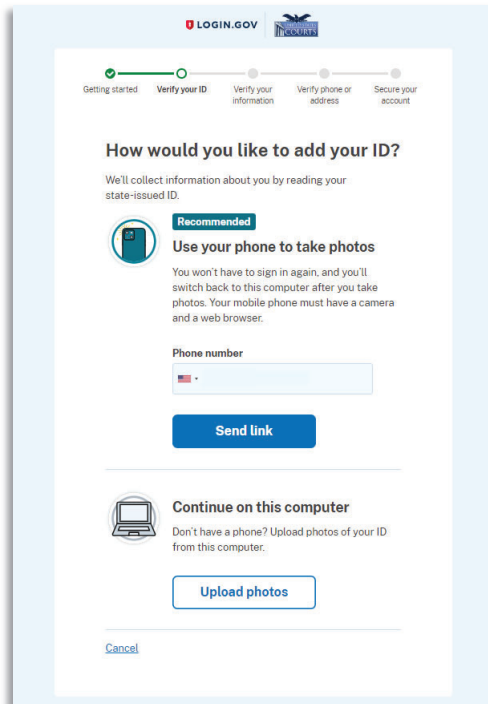 LOGIN.GOV
COURTS
Getting started
Verify your ID
Verify your
information
Verify phone or
address
Secure your
account
How would you like to add your ID?
We'll collect information about you by reading your
state-issued ID.
Recommended
Use your phone to take photos
You won't have to sign in again, and you'll
switch back to this computer after you take
photos. Your mobile phone must have a camera
and a web browser.
Phone number
Send link
Continue on this computer
Don't have a phone? Upload photos of your ID
from this computer.
Upload photos
Cancel